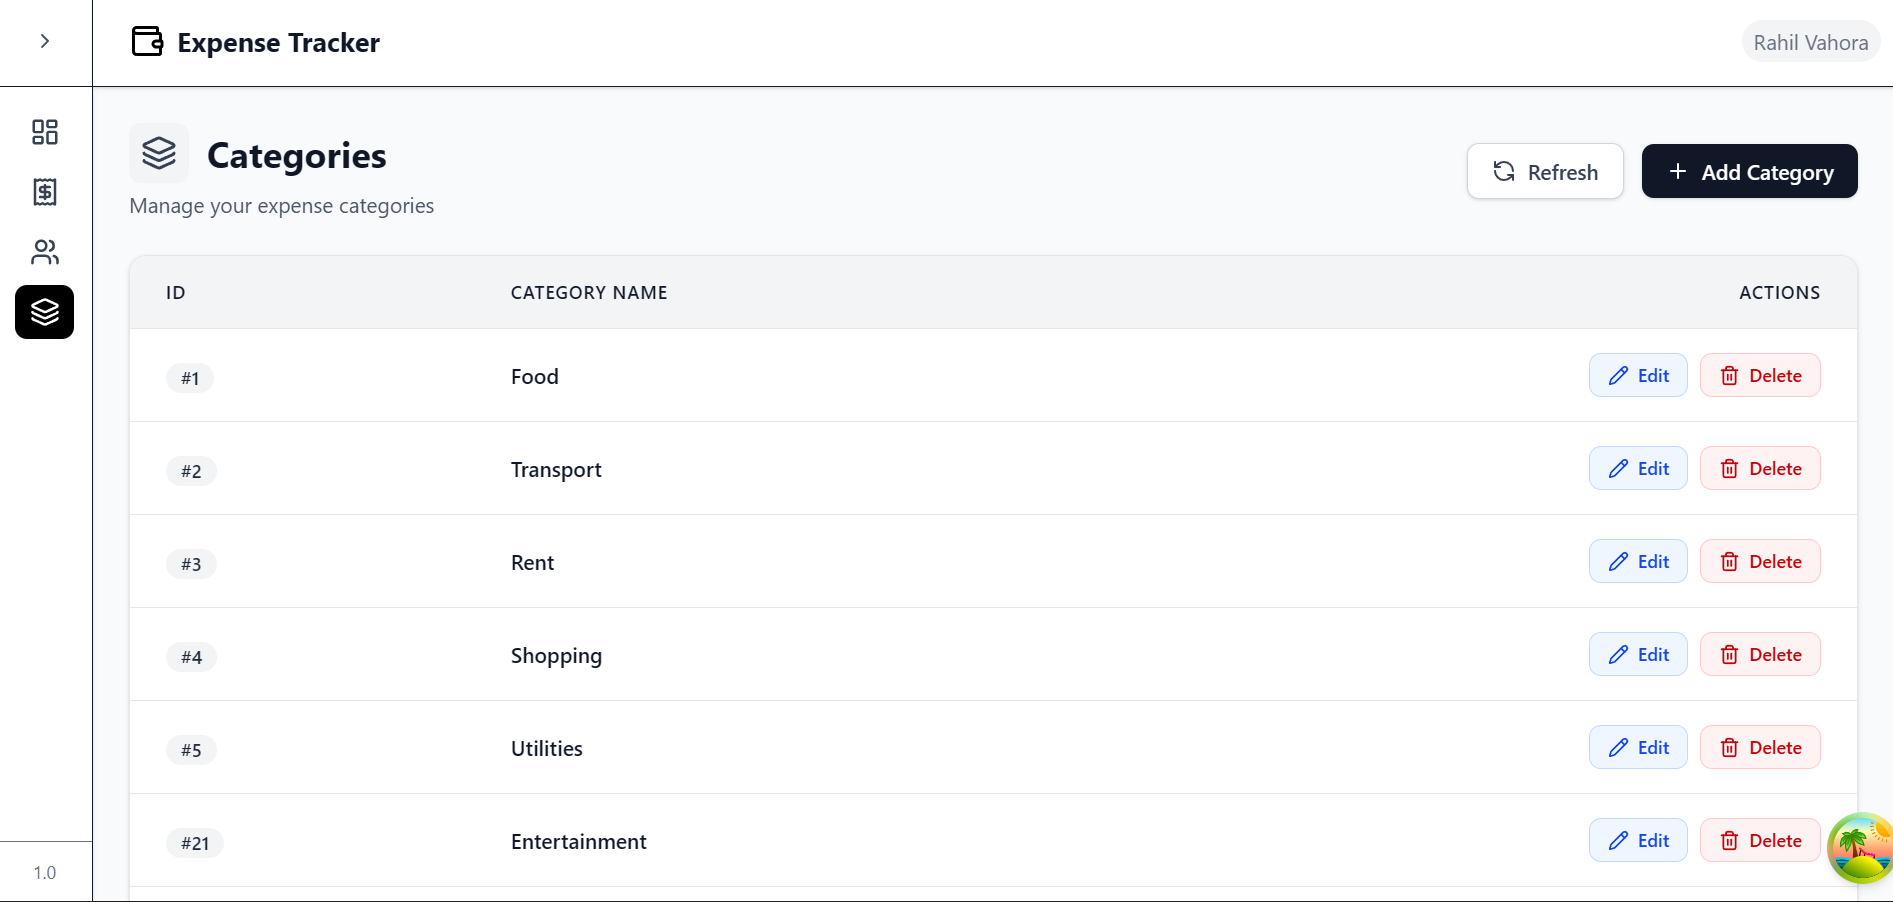 Expense Tracker
Rahil Vahora
Categories
Manage your expense categories
Refresh
Add Category
ID CATEGORY NAME ACTIONS
#1 Food Edit Delete
#2 Transport Edit Delete
#3 Rent Edit Delete
#4 Shopping Edit Delete
#5 Utilities Edit Delete
#21 Entertainment Edit Delete
1.0